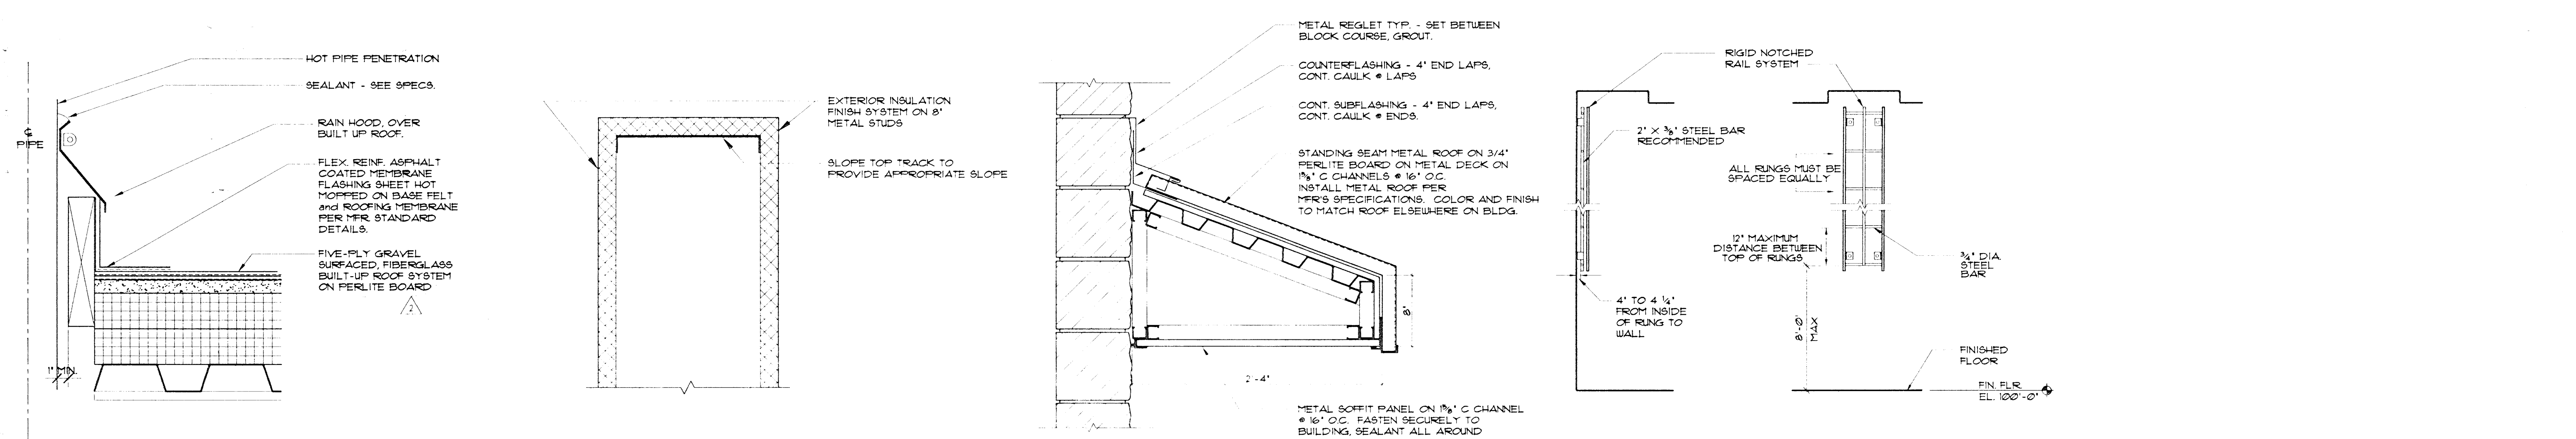 HOT PIPE PENETRATION
SEALANT - SEE SPECS.
RAIN HOOD, OVER
BUILT UP ROOF.
℄
PIPE
FLEX. REINF. ASPHALT
COATED MEMBRANE
FLASHING SHEET HOT
MOPPED ON BASE FELT
and ROOFING MEMBRANE
PER MFR. STANDARD
DETAILS.
FIVE-PLY GRAVEL
SURFACED, FIBERGLASS
BUILT-UP ROOF SYSTEM
ON PERLITE BOARD
2
1" MIN.
EXTERIOR INSULATION
FINISH SYSTEM ON 8"
METAL STUDS
SLOPE TOP TRACK TO
PROVIDE APPROPRIATE SLOPE
METAL REGLET TYP. - SET BETWEEN
BLOCK COURSE, GROUT.
COUNTERFLASHING - 4" END LAPS,
CONT. CAULK @ LAPS
CONT. SUBFLASHING - 4" END LAPS,
CONT. CAULK @ ENDS.
STANDING SEAM METAL ROOF ON 3/4"
PERLITE BOARD ON METAL DECK ON
1⅝" C CHANNELS @ 16" O.C.
INSTALL METAL ROOF PER
MFR'S SPECIFICATIONS. COLOR AND FINISH
TO MATCH ROOF ELSEWHERE ON BLDG.
8"
2'-4"
METAL SOFFIT PANEL ON 1⅝" C CHANNEL
@ 16" O.C. FASTEN SECURELY TO
BUILDING, SEALANT ALL AROUND
RIGID NOTCHED
RAIL SYSTEM
2" X ⅜" STEEL BAR
RECOMMENDED
ALL RUNGS MUST BE
SPACED EQUALLY
12" MAXIMUM
DISTANCE BETWEEN
TOP OF RUNGS
¾" DIA.
STEEL
BAR
4" TO 4 ¼"
FROM INSIDE
OF RUNG TO
WALL
8'-0"
MAX
FINISHED
FLOOR
FIN. FLR.
EL. 100'-0"